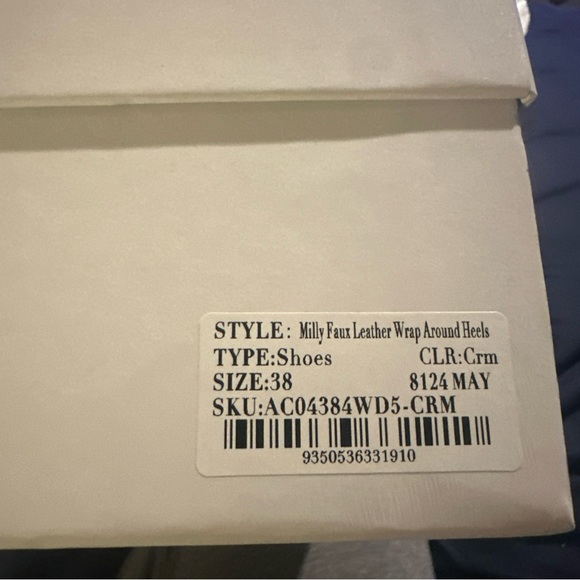 STYLE: Milly Faux Leather Wrap Around Heels
TYPE:Shoes CLR:Crm
SIZE:38 8124 MAY
SKU:AC04384WD5-CRM
9350536331910